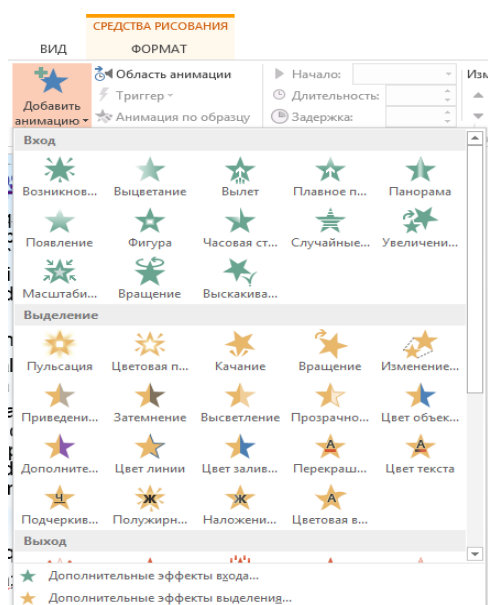 СРЕДСТВА РИСОВАНИЯ
ВИД ФОРМАТ
Добавить анимацию
Область анимации
Триггер
Анимация по образцу
Начало:
Длительность:
Задержка:
Изм
Вход
Возникнов... Выцветание Вылет Плавное п... Панорама
Появление Фигура Часовая ст... Случайные... Увеличени...
Масштаби... Вращение Выскакива...
Выделение
Пульсация Цветовая п... Качание Вращение Изменение...
Приведени... Затемнение Высветление Прозрачно... Цвет объек...
Дополните... Цвет линии Цвет залив... Перекраш... Цвет текста
Подчеркив... Полужирн... Наложени... Цветовая в...
Выход
Дополнительные эффекты входа...
Дополнительные эффекты выделения...